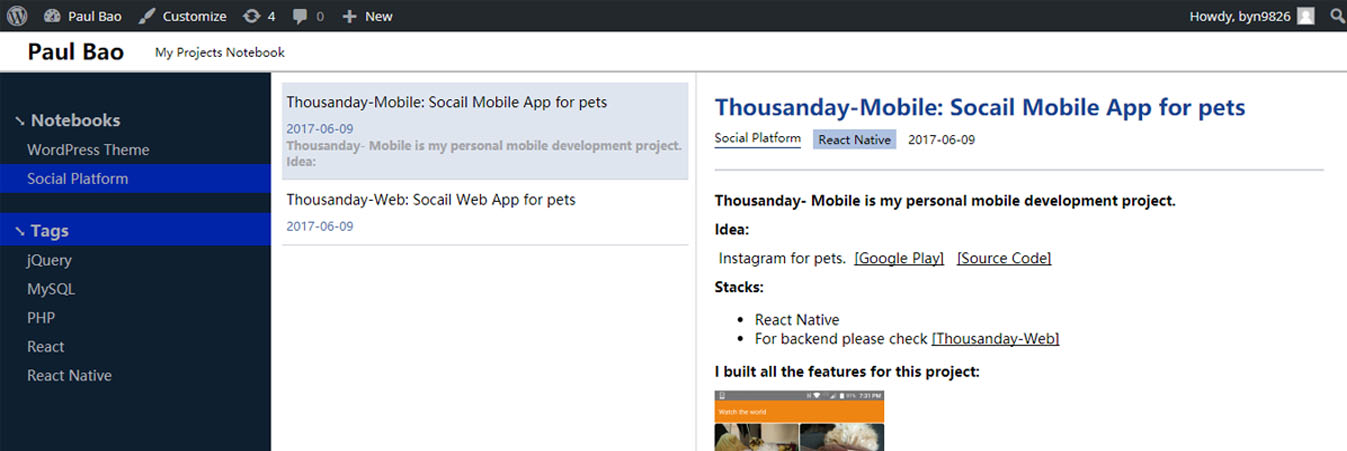 Paul Bao Customize 4 0 New Howdy, byn9826
Paul Bao My Projects Notebook
Notebooks
WordPress Theme
Social Platform
Tags
jQuery
MySQL
PHP
React
React Native
Thousanday-Mobile: Socail Mobile App for pets
2017-06-09
Thousanday- Mobile is my personal mobile development project.
Idea:
Thousanday-Web: Socail Web App for pets
2017-06-09
Thousanday-Mobile: Socail Mobile App for pets
Social Platform React Native 2017-06-09
Thousanday- Mobile is my personal mobile development project.
Idea:
Instagram for pets. [Google Play] [Source Code]
Stacks:
• React Native
• For backend please check [Thousanday-Web]
I built all the features for this project:
7:31 PM
Watch the world